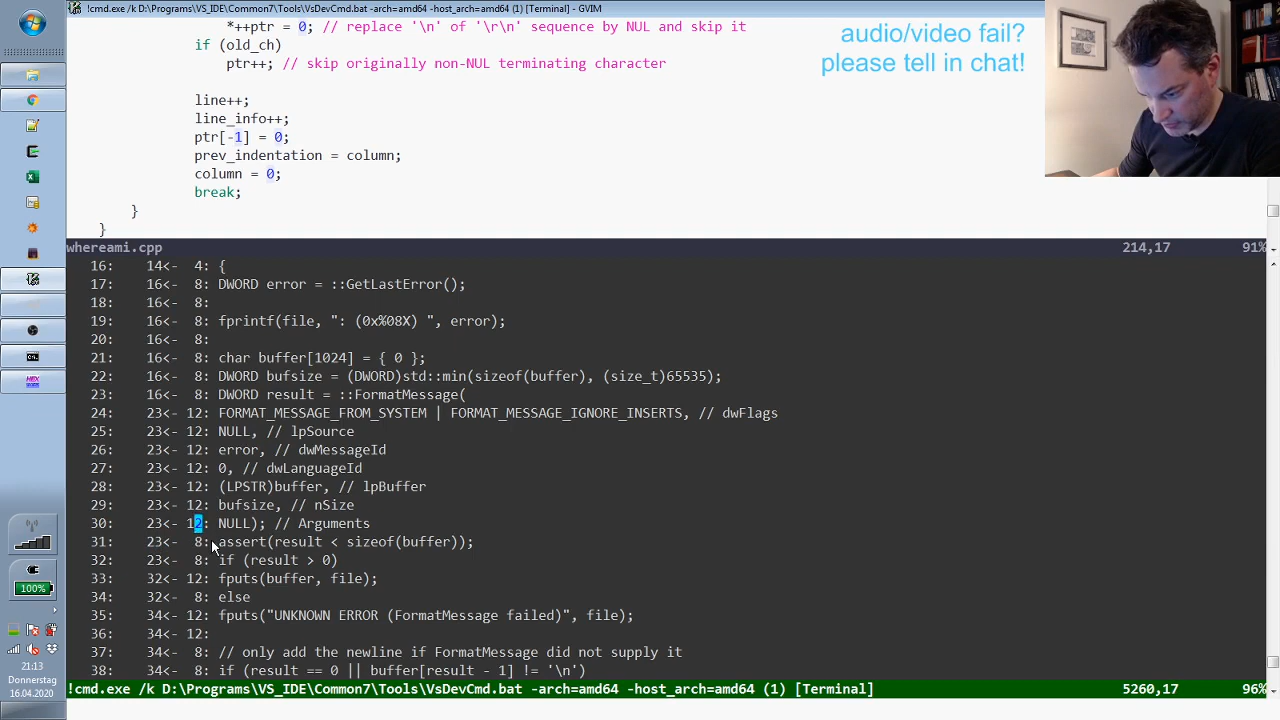 !cmd.exe /k D:\Programs\VS_IDE\Common7\Tools\VsDevCmd.bat -arch=amd64 -host_arch=amd64 (1) [Terminal] - GVIM
*++ptr = 0; // replace '\n' of '\r\n' sequence by NUL and skip it
if (old_ch)
ptr++; // skip originally non-NUL terminating character
line++;
line_info++;
ptr[-1] = 0;
prev_indentation = column;
column = 0;
break;
}
}
audio/video fail?
please tell in chat!
whereami.cpp 214,17 91%
16: 14<- 4: {
17: 16<- 8: DWORD error = ::GetLastError();
18: 16<- 8:
19: 16<- 8: fprintf(file, ": (0x%08X) ", error);
20: 16<- 8:
21: 16<- 8: char buffer[1024] = { 0 };
22: 16<- 8: DWORD bufsize = (DWORD)std::min(sizeof(buffer), (size_t)65535);
23: 16<- 8: DWORD result = ::FormatMessage(
24: 23<- 12: FORMAT_MESSAGE_FROM_SYSTEM | FORMAT_MESSAGE_IGNORE_INSERTS, // dwFlags
25: 23<- 12: NULL, // lpSource
26: 23<- 12: error, // dwMessageId
27: 23<- 12: 0, // dwLanguageId
28: 23<- 12: (LPSTR)buffer, // lpBuffer
29: 23<- 12: bufsize, // nSize
30: 23<- 12: NULL); // Arguments
31: 23<- 8: assert(result < sizeof(buffer));
32: 23<- 8: if (result > 0)
33: 32<- 12: fputs(buffer, file);
34: 32<- 8: else
35: 34<- 12: fputs("UNKNOWN ERROR (FormatMessage failed)", file);
36: 34<- 12:
37: 34<- 8: // only add the newline if FormatMessage did not supply it
38: 34<- 8: if (result == 0 || buffer[result - 1] != '\n')
!cmd.exe /k D:\Programs\VS_IDE\Common7\Tools\VsDevCmd.bat -arch=amd64 -host_arch=amd64 (1) [Terminal] 5260,17 96%
100%
21:13
Donnerstag
16.04.2020
HEX